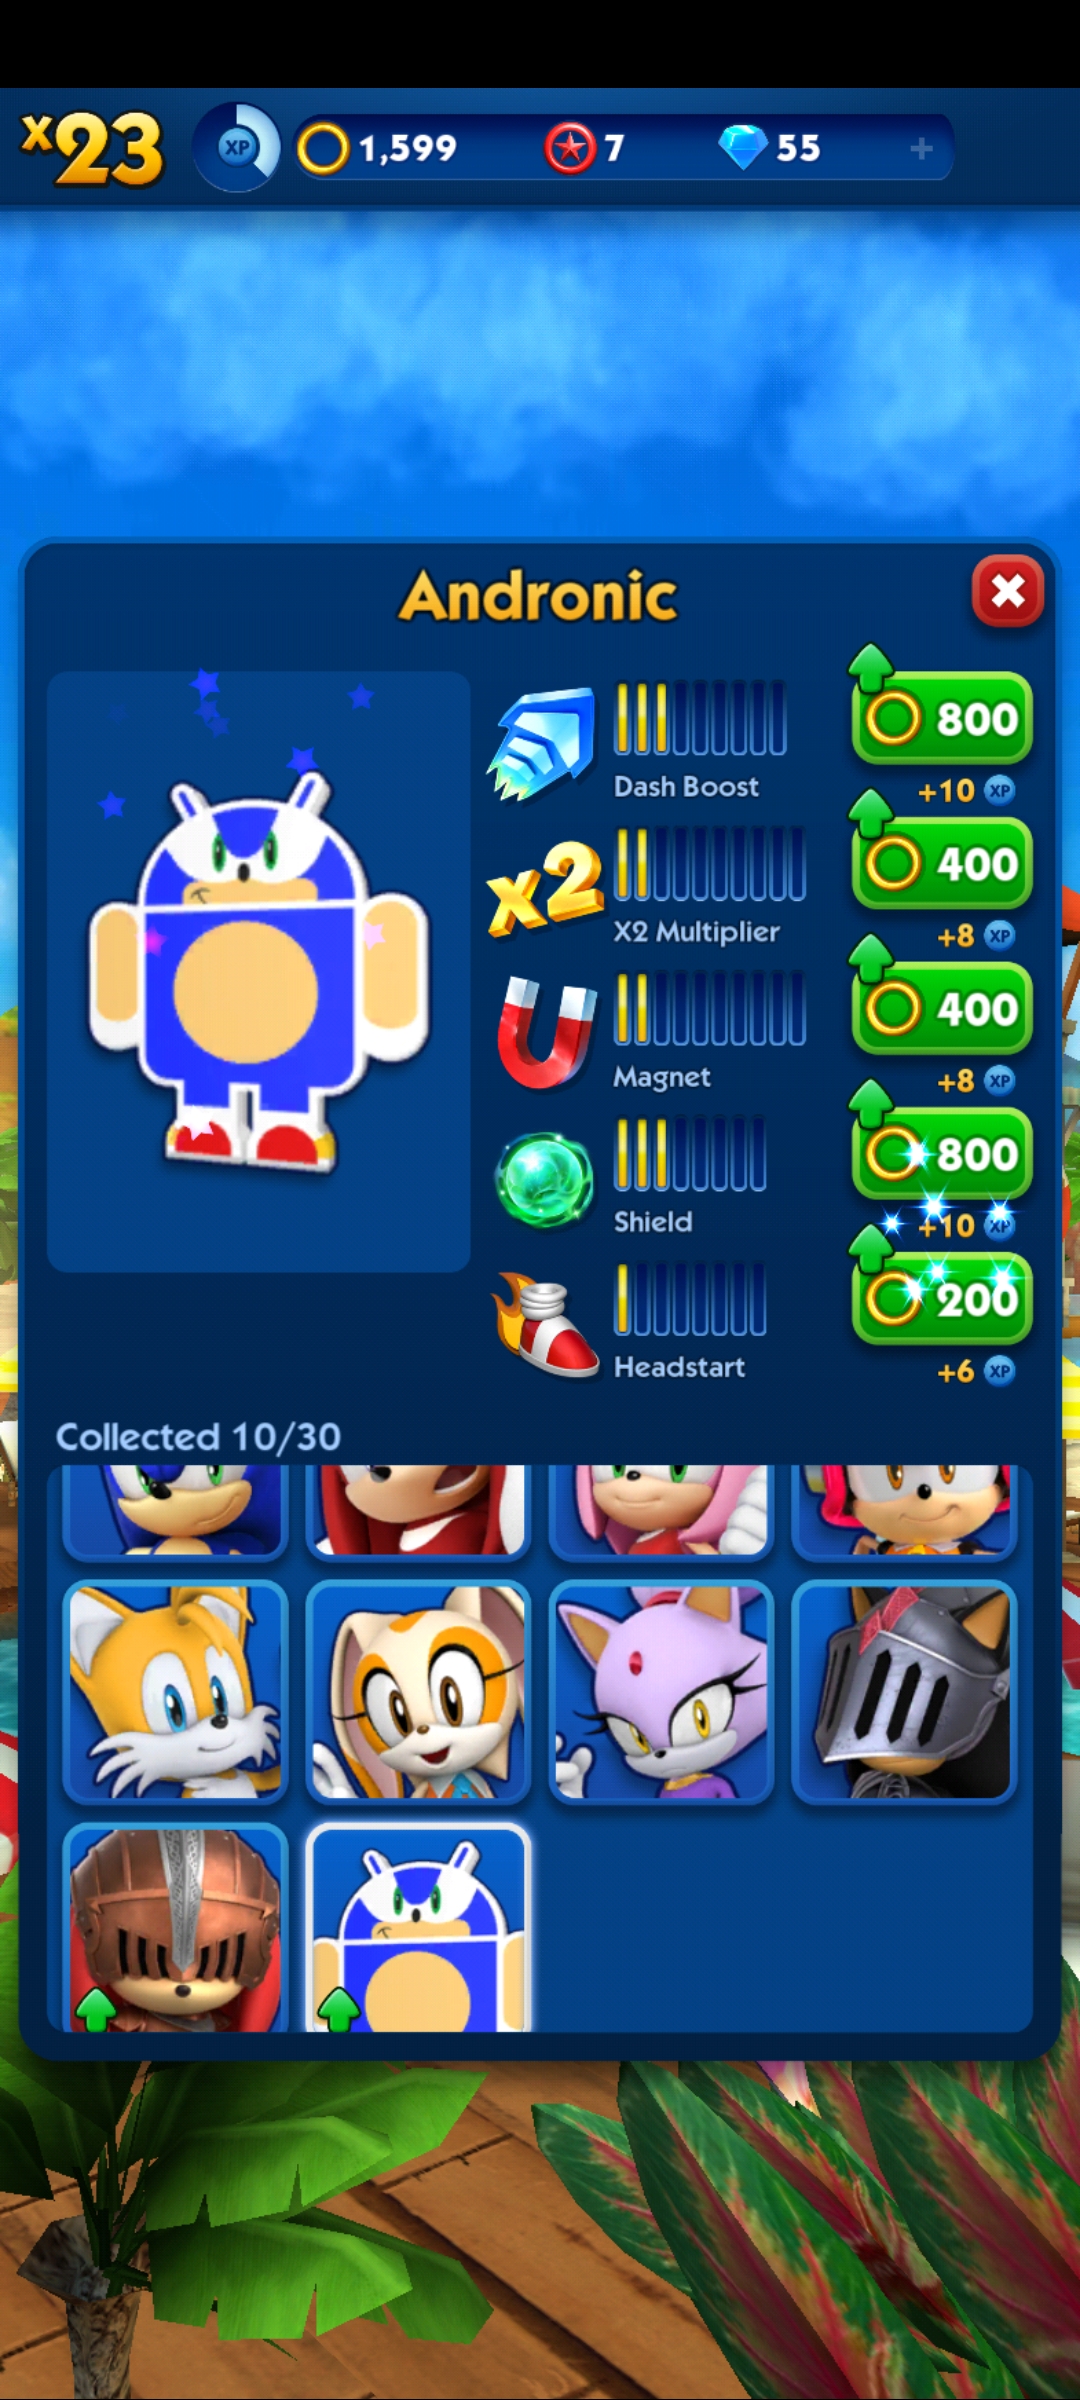 x23
XP
1,599
7
55
+
Andronic
800
Dash Boost
+10 XP
x2
400
X2 Multiplier
+8 XP
400
Magnet
+8 XP
800
Shield
+10 XP
200
Headstart
+6 XP
Collected 10/30